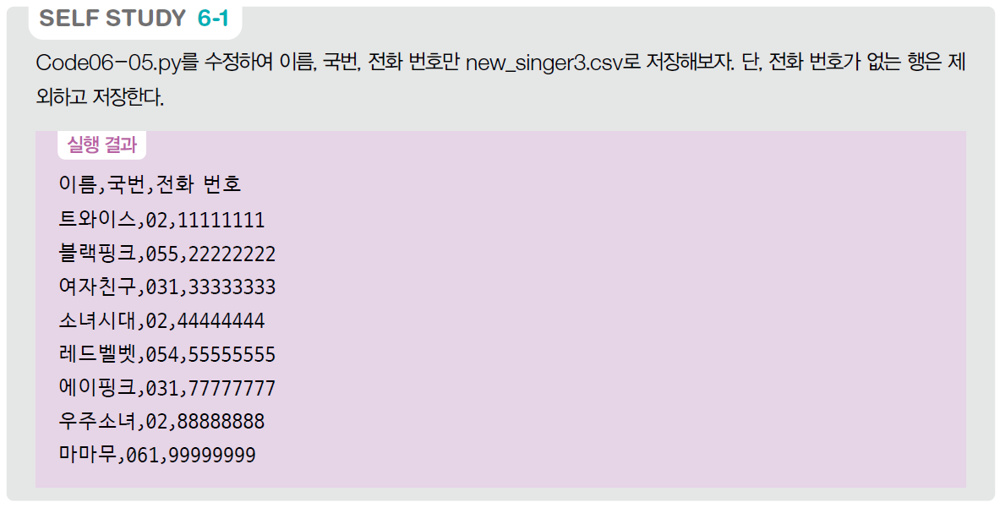 SELF STUDY 6-1
Code06-05.py를 수정하여 이름, 국번, 전화 번호만 new_singer3.csv로 저장해보자. 단, 전화 번호가 없는 행은 제
외하고 저장한다.
실행 결과
이름,국번,전화 번호
트와이스,02,11111111
블랙핑크,055,22222222
여자친구,031,33333333
소녀시대,02,44444444
레드벨벳,054,55555555
에이핑크,031,77777777
우주소녀,02,88888888
마마무,061,99999999